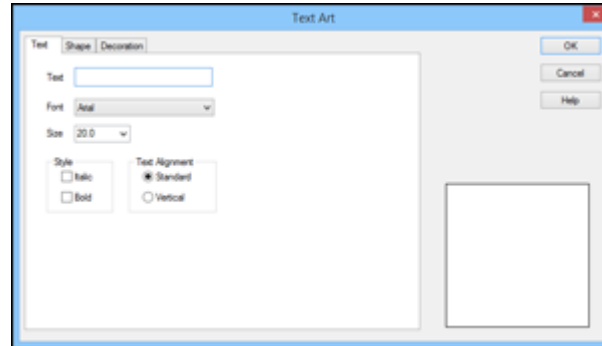 Text Art
Text Shape Decoration
OK
Text
Cancel
Font Arial
Help
Size 20.0
Style Text Alignment
Italic Standard
Bold Vertical